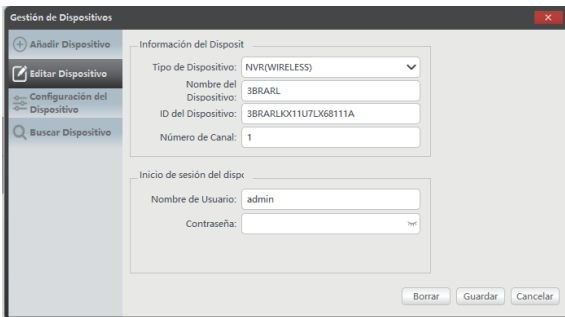 Gestión de Dispositivos
Añadir Dispositivo
Editar Dispositivo
Configuración del
Dispositivo
Buscar Dispositivo
Información del Disposit
Tipo de Dispositivo: NVR(WIRELESS)
Nombre del
Dispositivo: 3BRARL
ID del Dispositivo: 3BRARLKX11U7LX68111A
Número de Canal: 1
Inicio de sesión del dispo
Nombre de Usuario: admin
Contraseña:
Borrar Guardar Cancelar